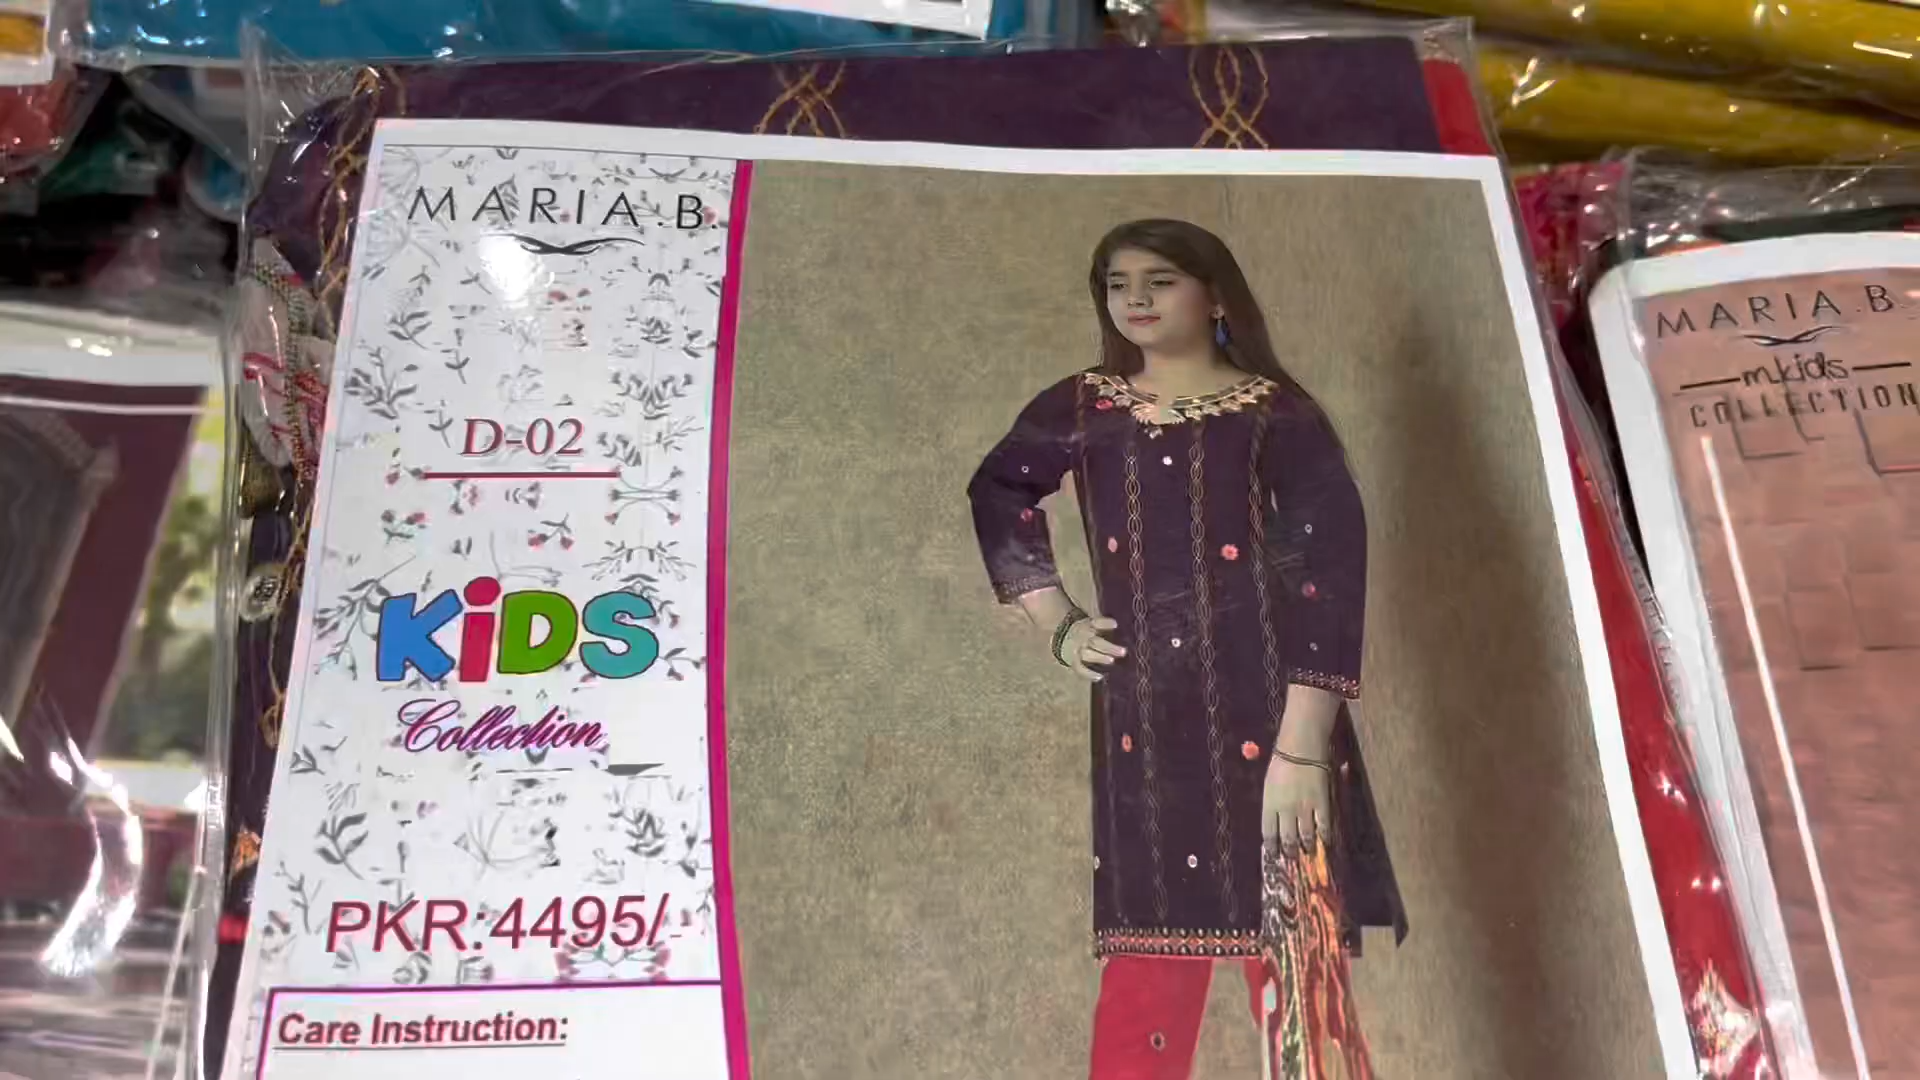 MARIA.B.
D-02
KiDS
Collection
PKR:4495/-
Care Instruction:
MARIA.B.
m.kids
COLLECTION